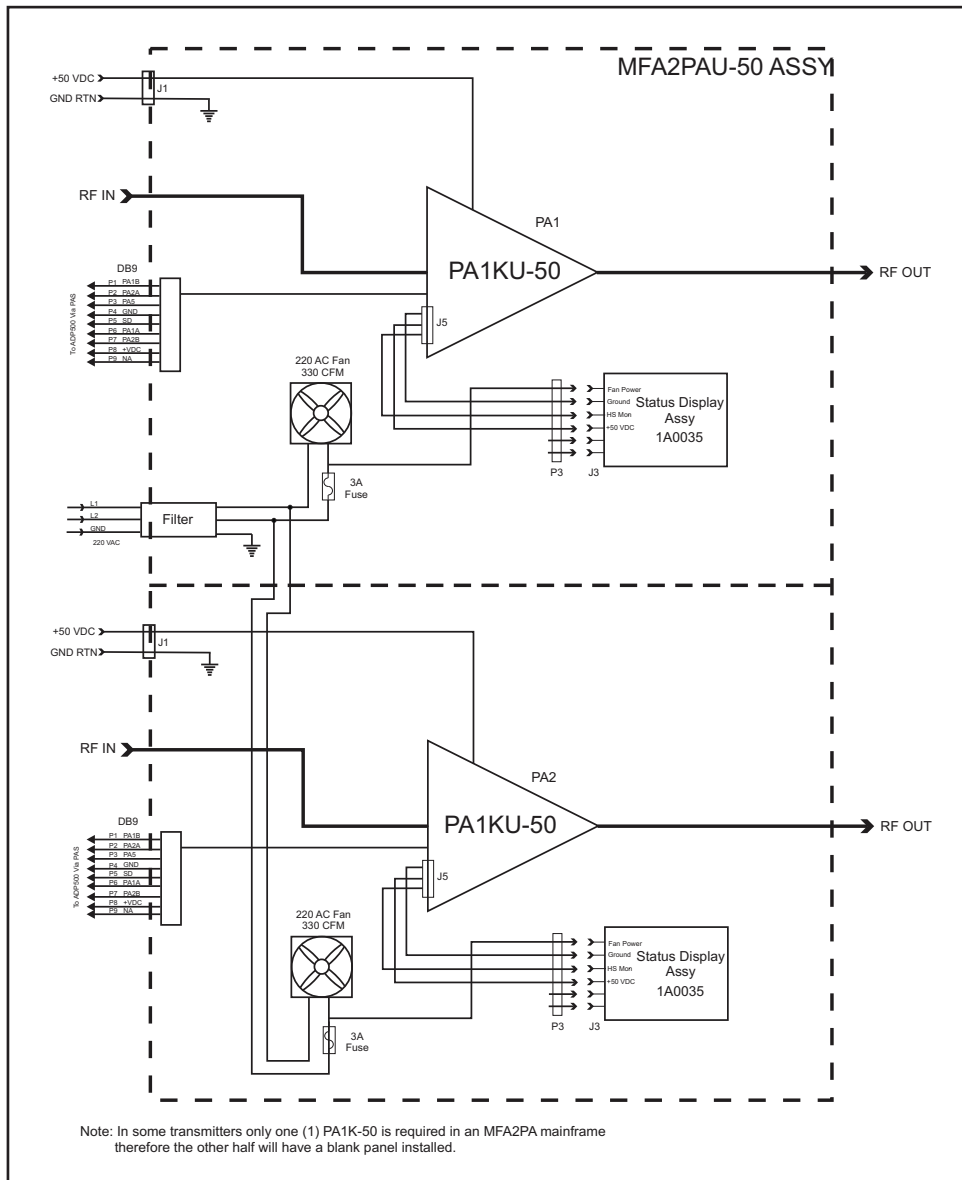 MFA2PAU-50 ASSY
+50 VDC
J1
GND RTN
RF IN
PA1
PA1KU-50
RF OUT
DB9
To ADP500 Via PAS
P1 PA1B
P2 PA2A
P3 PA5
P4 GND
P5 SD
P6 PA1A
P7 PA2B
P8 +VDC
P9 NA
J5
220 AC Fan
330 CFM
Fan Power
Ground
HS Mon
+50 VDC
Status Display
Assy
1A0035
P3
J3
3A
Fuse
L1
L2
GND
220 VAC
Filter
+50 VDC
J1
GND RTN
RF IN
PA2
PA1KU-50
RF OUT
DB9
To ADP500 Via PAS
P1 PA1B
P2 PA2A
P3 PA5
P4 GND
P5 SD
P6 PA1A
P7 PA2B
P8 +VDC
P9 NA
J5
220 AC Fan
330 CFM
Fan Power
Ground
HS Mon
+50 VDC
Status Display
Assy
1A0035
P3
J3
3A
Fuse
Note: In some transmitters only one (1) PA1K-50 is required in an MFA2PA mainframe
therefore the other half will have a blank panel installed.